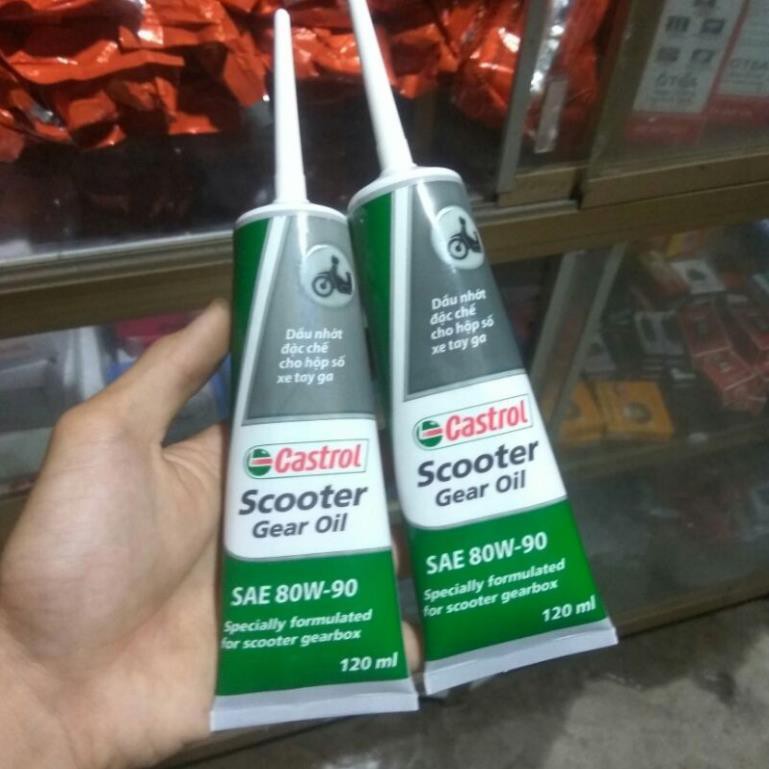 Dầu nhớt
đặc chế
cho hộp số
xe tay ga
Castrol
Scooter
Gear Oil
SAE 80W-90
Specially formulated
for scooter gearbox
120 ml
Dầu nhớt
đặc chế
cho hộp số
xe tay ga
Castrol
Scooter
Gear Oil
SAE 80W-90
Specially formulated
for scooter gearbox
120 ml